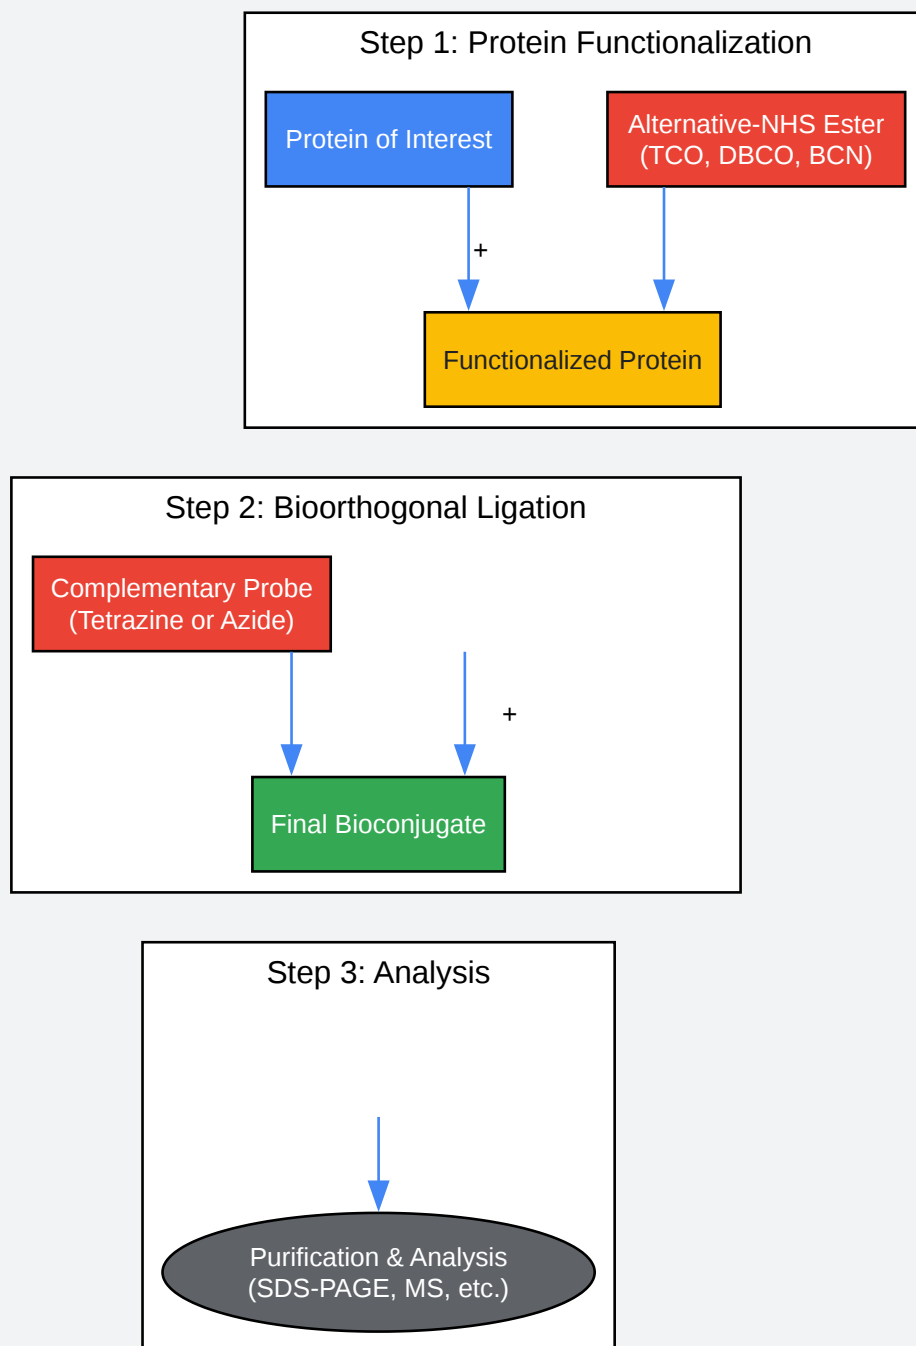 Step 1: Protein Functionalization
Protein of Interest
Alternative-NHS Ester
(TCO, DBCO, BCN)
+
Functionalized Protein
Step 2: Bioorthogonal Ligation
Complementary Probe
(Tetrazine or Azide)
+
Final Bioconjugate
Step 3: Analysis
Purification & Analysis
(SDS-PAGE, MS, etc.)